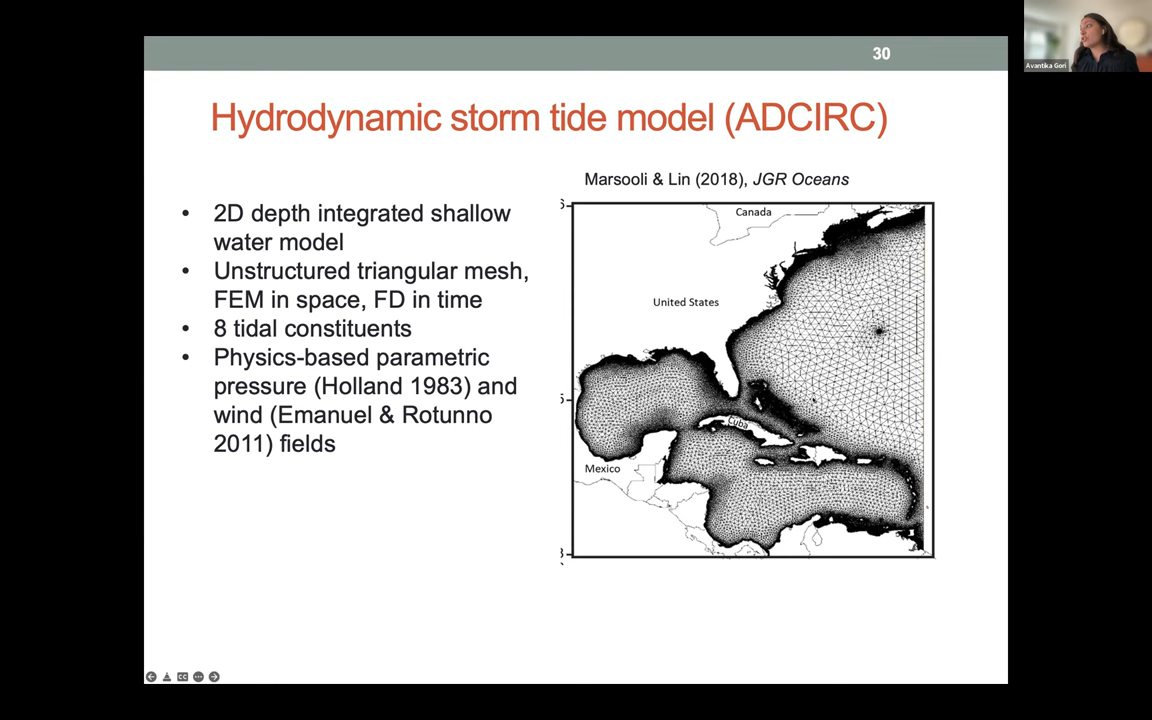 30
Avantika Gori
Hydrodynamic storm tide model (ADCIRC)
Marsooli & Lin (2018), JGR Oceans
• 2D depth integrated shallow
water model
• Unstructured triangular mesh,
FEM in space, FD in time
• 8 tidal constituents
• Physics-based parametric
pressure (Holland 1983) and
wind (Emanuel & Rotunno
2011) fields
Canada
United States
Cuba
Mexico
CC